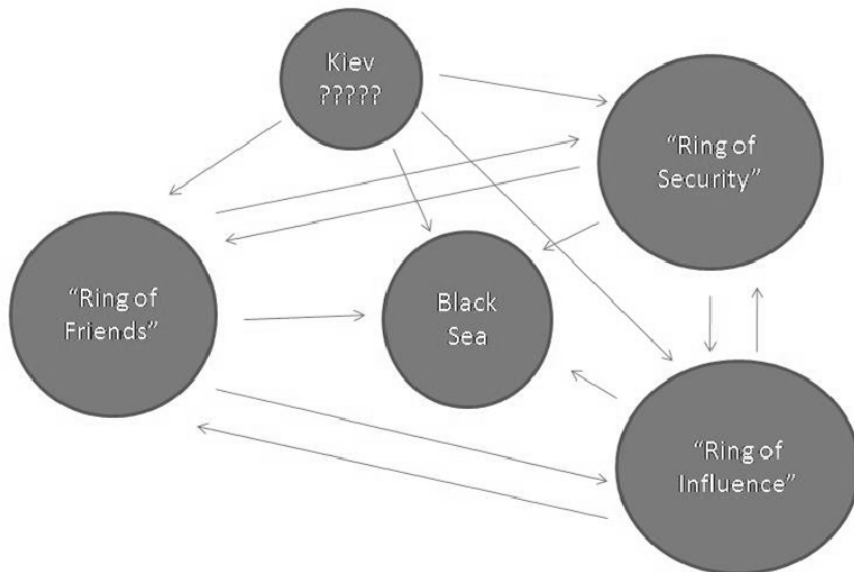 Kiev
?????
“Ring of
Security”
“Ring of
Friends”
Black
Sea
“Ring of
Influence”